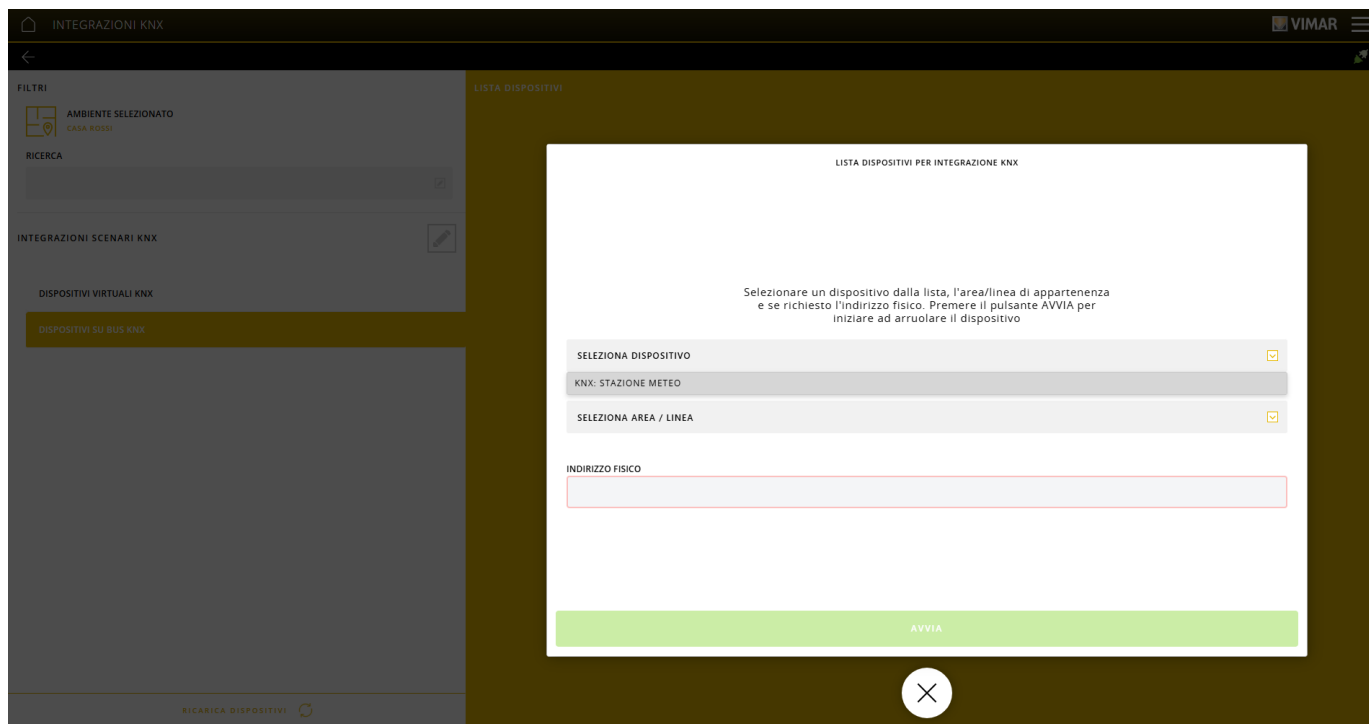 INTEGRAZIONI KNX
VIMAR
FILTRI
AMBIENTE SELEZIONATO
CASA ROSSI
RICERCA
INTEGRAZIONI SCENARI KNX
DISPOSITIVI VIRTUALI KNX
DISPOSITIVI SU BUS KNX
RICARICA DISPOSITIVI
LISTA DISPOSITIVI
LISTA DISPOSITIVI PER INTEGRAZIONE KNX
Selezionare un dispositivo dalla lista, l'area/linea di appartenenza
e se richiesto l'indirizzo fisico. Premere il pulsante AVVIA per
iniziare ad arruolare il dispositivo
SELEZIONA DISPOSITIVO
KNX: STAZIONE METEO
SELEZIONA AREA / LINEA
INDIRIZZO FISICO
AVVIA